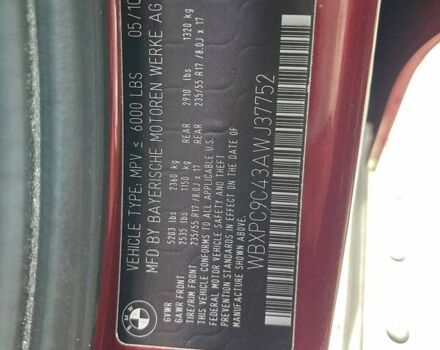 BMW
VEHICLE TYPE: MPV ≤ 6000 LBS 05/10
MFD BY BAYERISCHE MOTOREN WERKE AG
GVWR 5203 lbs 2360 kg
GAWR FRONT 2535 lbs 1150 kg REAR 2910 lbs 1320 kg
TIRE/RIM FRONT 235/55 R17 /8.0J x 17 REAR 235/55 R17 /8.0J x 17
THIS VEHICLE CONFORMS TO ALL APPLICABLE
FEDERAL MOTOR VEHICLE SAFETY AND THEFT
PREVENTION STANDARDS IN EFFECT
ON THE DATE OF MANUFACTURE
SHOWN ABOVE.
WBXPC9C43AWJ37752